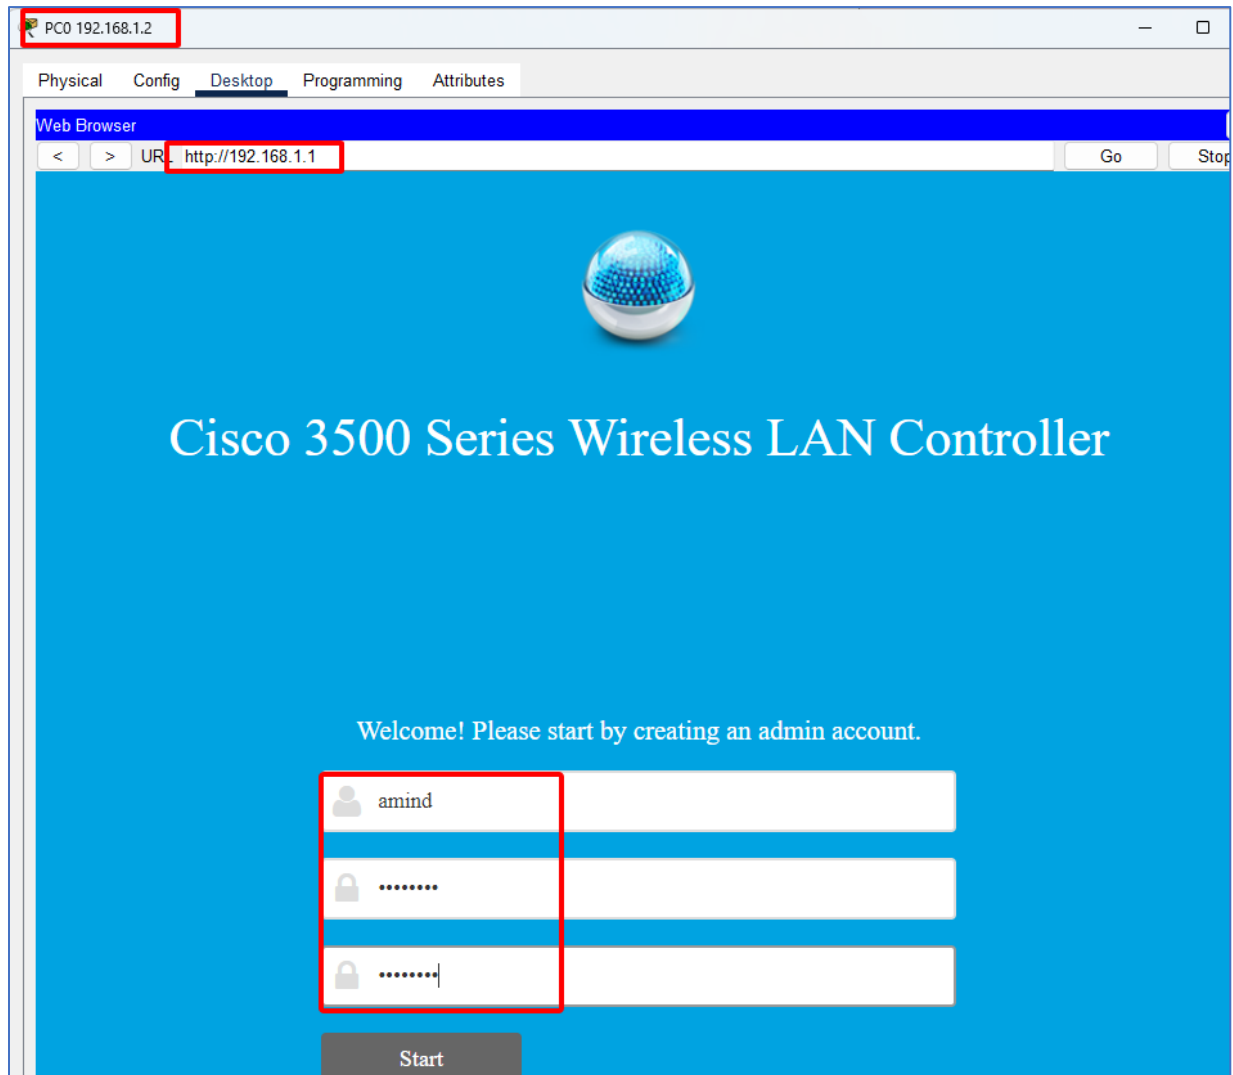 PC0 192.168.1.2
Physical Config Desktop Programming Attributes
Web Browser
< > URL http://192.168.1.1 Go Stop
Cisco 3500 Series Wireless LAN Controller
Welcome! Please start by creating an admin account.
amind
••••••••
••••••••
Start